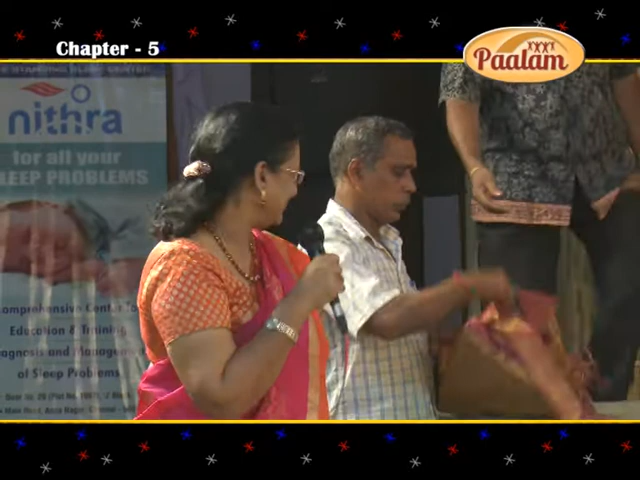 Chapter - 5
Paalam
nithra
for all your
SLEEP PROBLEMS
Comprehensive Center for
Education & Training,
Diagnosis and Management
of Sleep Problems